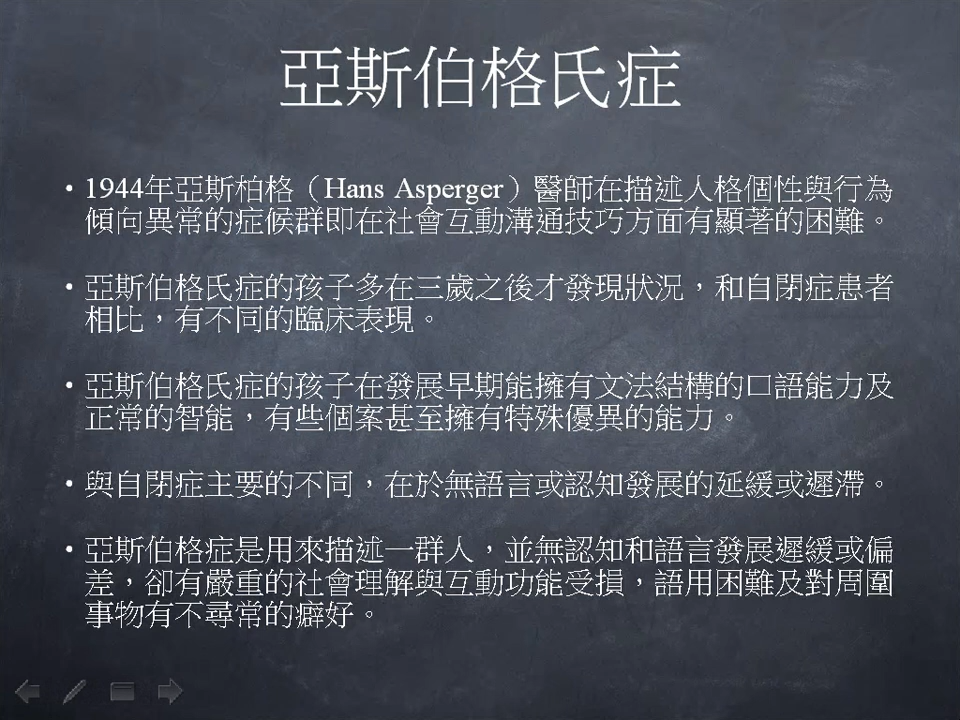 亞斯伯格氏症
• 1944年亞斯柏格（Hans Asperger）醫師在描述人格個性與行為
傾向異常的症候群即在社會互動溝通技巧方面有顯著的困難。
• 亞斯伯格氏症的孩子多在三歲之後才發現狀況，和自閉症患者
相比，有不同的臨床表現。
• 亞斯伯格氏症的孩子在發展早期能擁有文法結構的口語能力及
正常的智能，有些個案甚至擁有特殊優異的能力。
• 與自閉症主要的不同，在於無語言或認知發展的延緩或遲滯。
• 亞斯伯格症是用來描述一群人，並無認知和語言發展遲緩或偏
差，卻有嚴重的社會理解與互動功能受損，語用困難及對周圍
事物有不尋常的癖好。